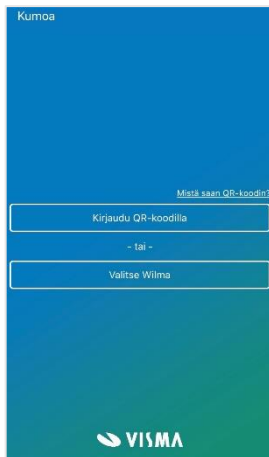 Kumoa
Mistä saan QR-koodin?
Kirjaudu QR-koodilla
- tai -
Valitse Wilma
VISMA